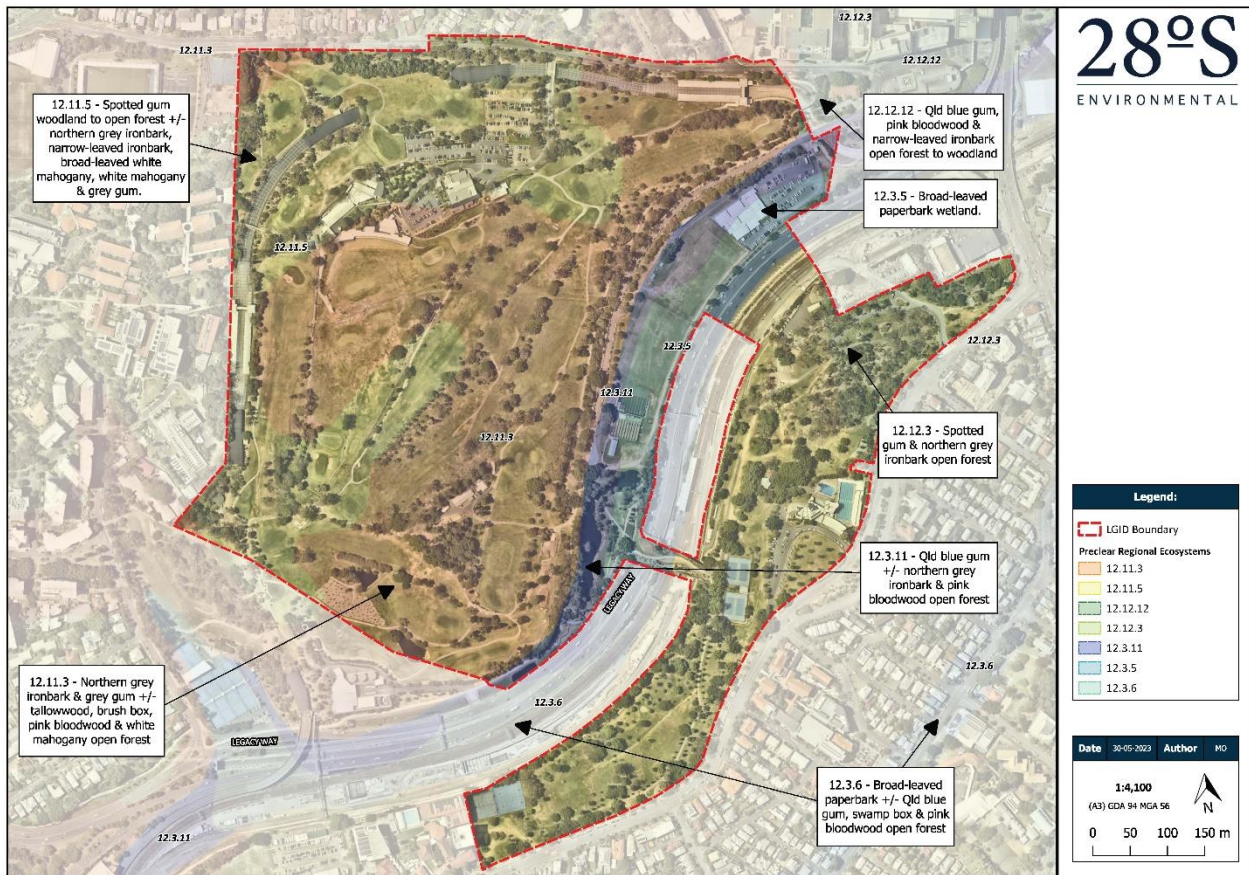 12.11.3
12.12.3
12.12.12
12.11.5 - Spotted gum
woodland to open forest +/-
northern grey ironbark,
narrow-leaved ironbark,
broad-leaved white
mahogany, white mahogany
& grey gum.
12.12.12 - Qld blue gum,
pink bloodwood &
narrow-leaved ironbark
open forest to woodland
12.3.5 - Broad-leaved
paperbark wetland.
12.11.5
12.3.5
12.12.3
12.3.11
12.11.3
12.12.3 - Spotted
gum & northern grey
ironbark open forest
12.3.11 - Qld blue gum
+/- northern grey
ironbark & pink
bloodwood open forest
LEGACY WAY
12.3.6
12.11.3 - Northern grey
ironbark & grey gum +/-
tallowwood, brush box,
pink bloodwood & white
mahogany open forest
12.3.6
LEGACY WAY
12.3.6 - Broad-leaved
paperbark +/- Qld blue
gum, swamp box & pink
bloodwood open forest
12.3.11
28ºS
ENVIRONMENTAL
Legend:
LGID Boundary
Preclear Regional Ecosystems
12.11.3
12.11.5
12.12.12
12.12.3
12.3.11
12.3.5
12.3.6
Date 30-05-2023 Author MO
1:4,100
(A3) GDA 94 MGA 56
N
0 50 100 150 m